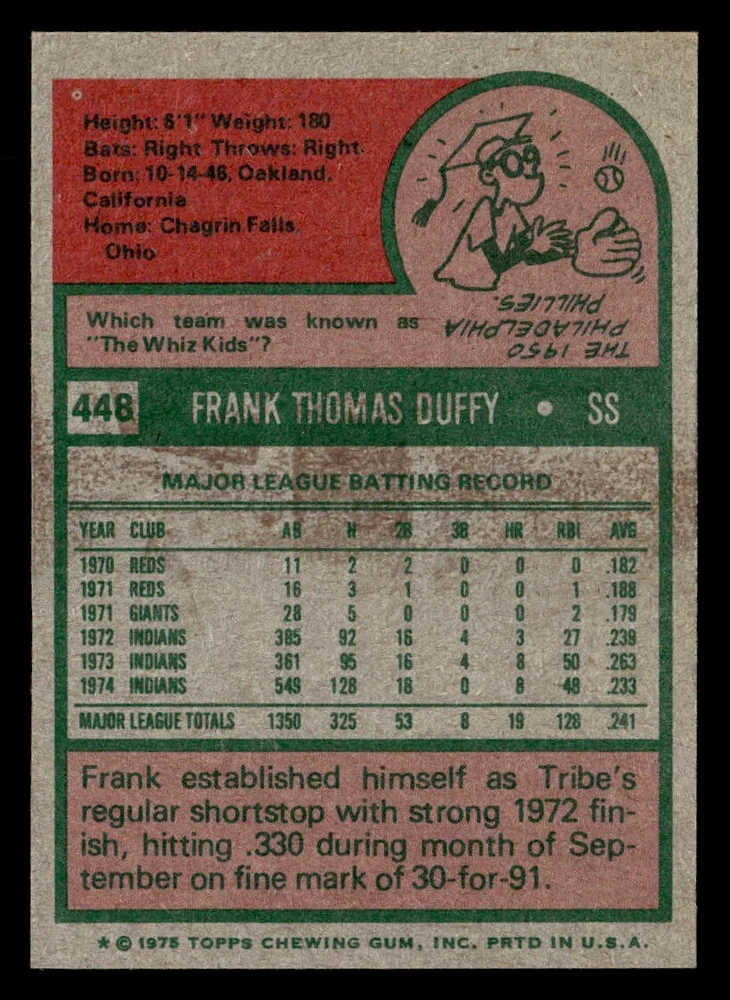 Height: 6'1" Weight: 180
Bats: Right Throws: Right
Born: 10-14-46, Oakland,
California
Home: Chagrin Falls,
Ohio
Which team was known as
"The Whiz Kids"?
THE 1950
PHILADELPHIA
PHILLIES.
448 FRANK THOMAS DUFFY • SS
MAJOR LEAGUE BATTING RECORD
YEAR CLUB AB H 2B 3B HR RBI AVG
1970 REDS 11 2 2 0 0 0 .182
1971 REDS 16 3 1 0 0 1 .188
1971 GIANTS 28 5 0 0 0 2 .179
1972 INDIANS 385 92 16 4 3 27 .239
1973 INDIANS 361 95 16 4 8 50 .263
1974 INDIANS 549 128 18 0 8 48 .233
MAJOR LEAGUE TOTALS 1350 325 53 8 19 128 .241
Frank established himself as Tribe's
regular shortstop with strong 1972 fin-
ish, hitting .330 during month of Sep-
tember on fine mark of 30-for-91.
* © 1975 TOPPS CHEWING GUM, INC. PRTD IN U.S.A.